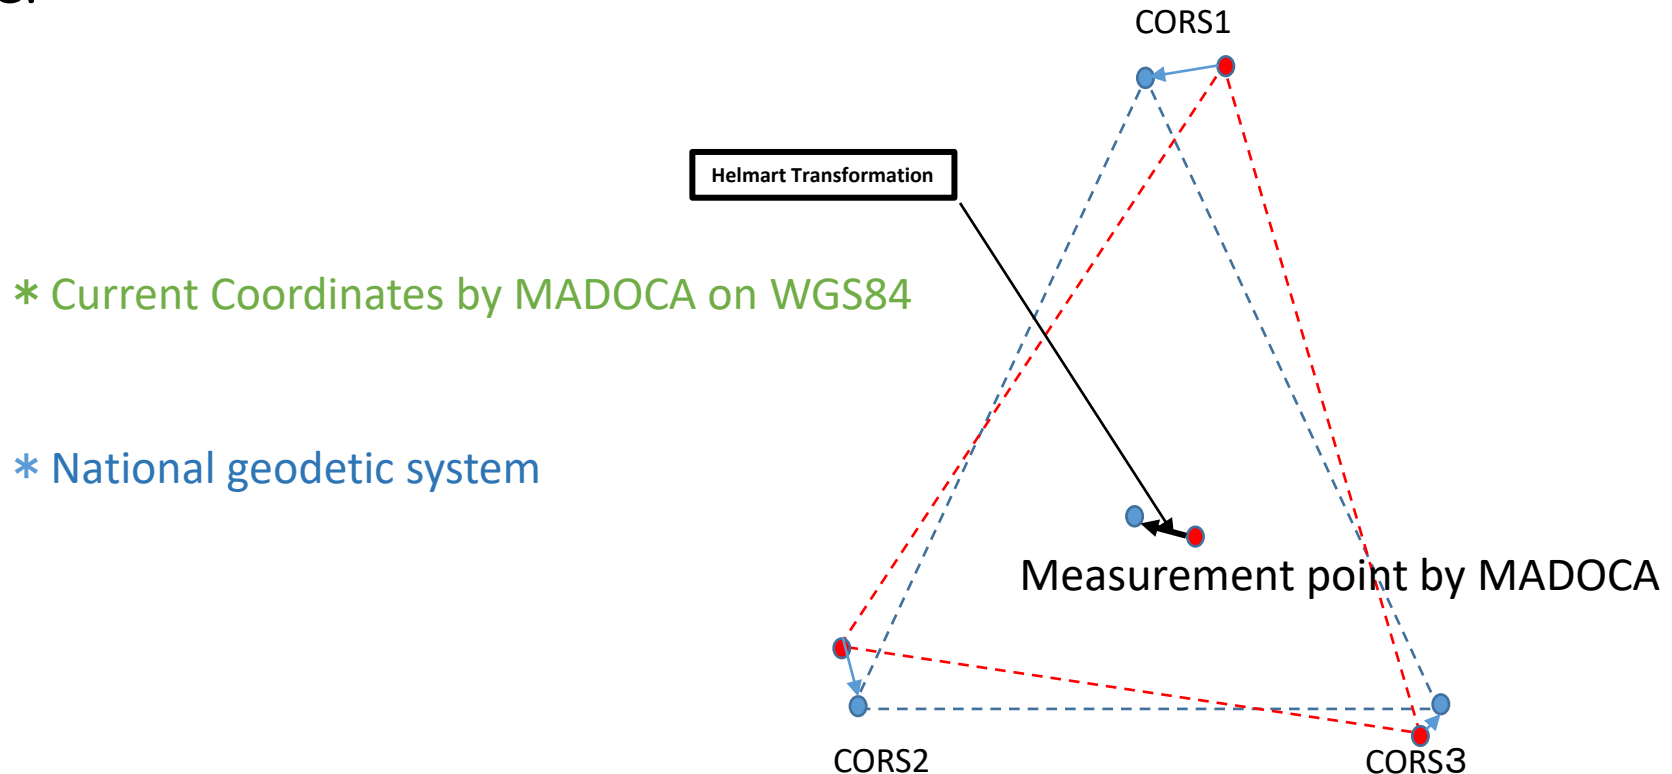 CORS1
Helmart Transformation
* Current Coordinates by MADOCA on WGS84
* National geodetic system
Measurement point by MADOCA
CORS2
CORS3